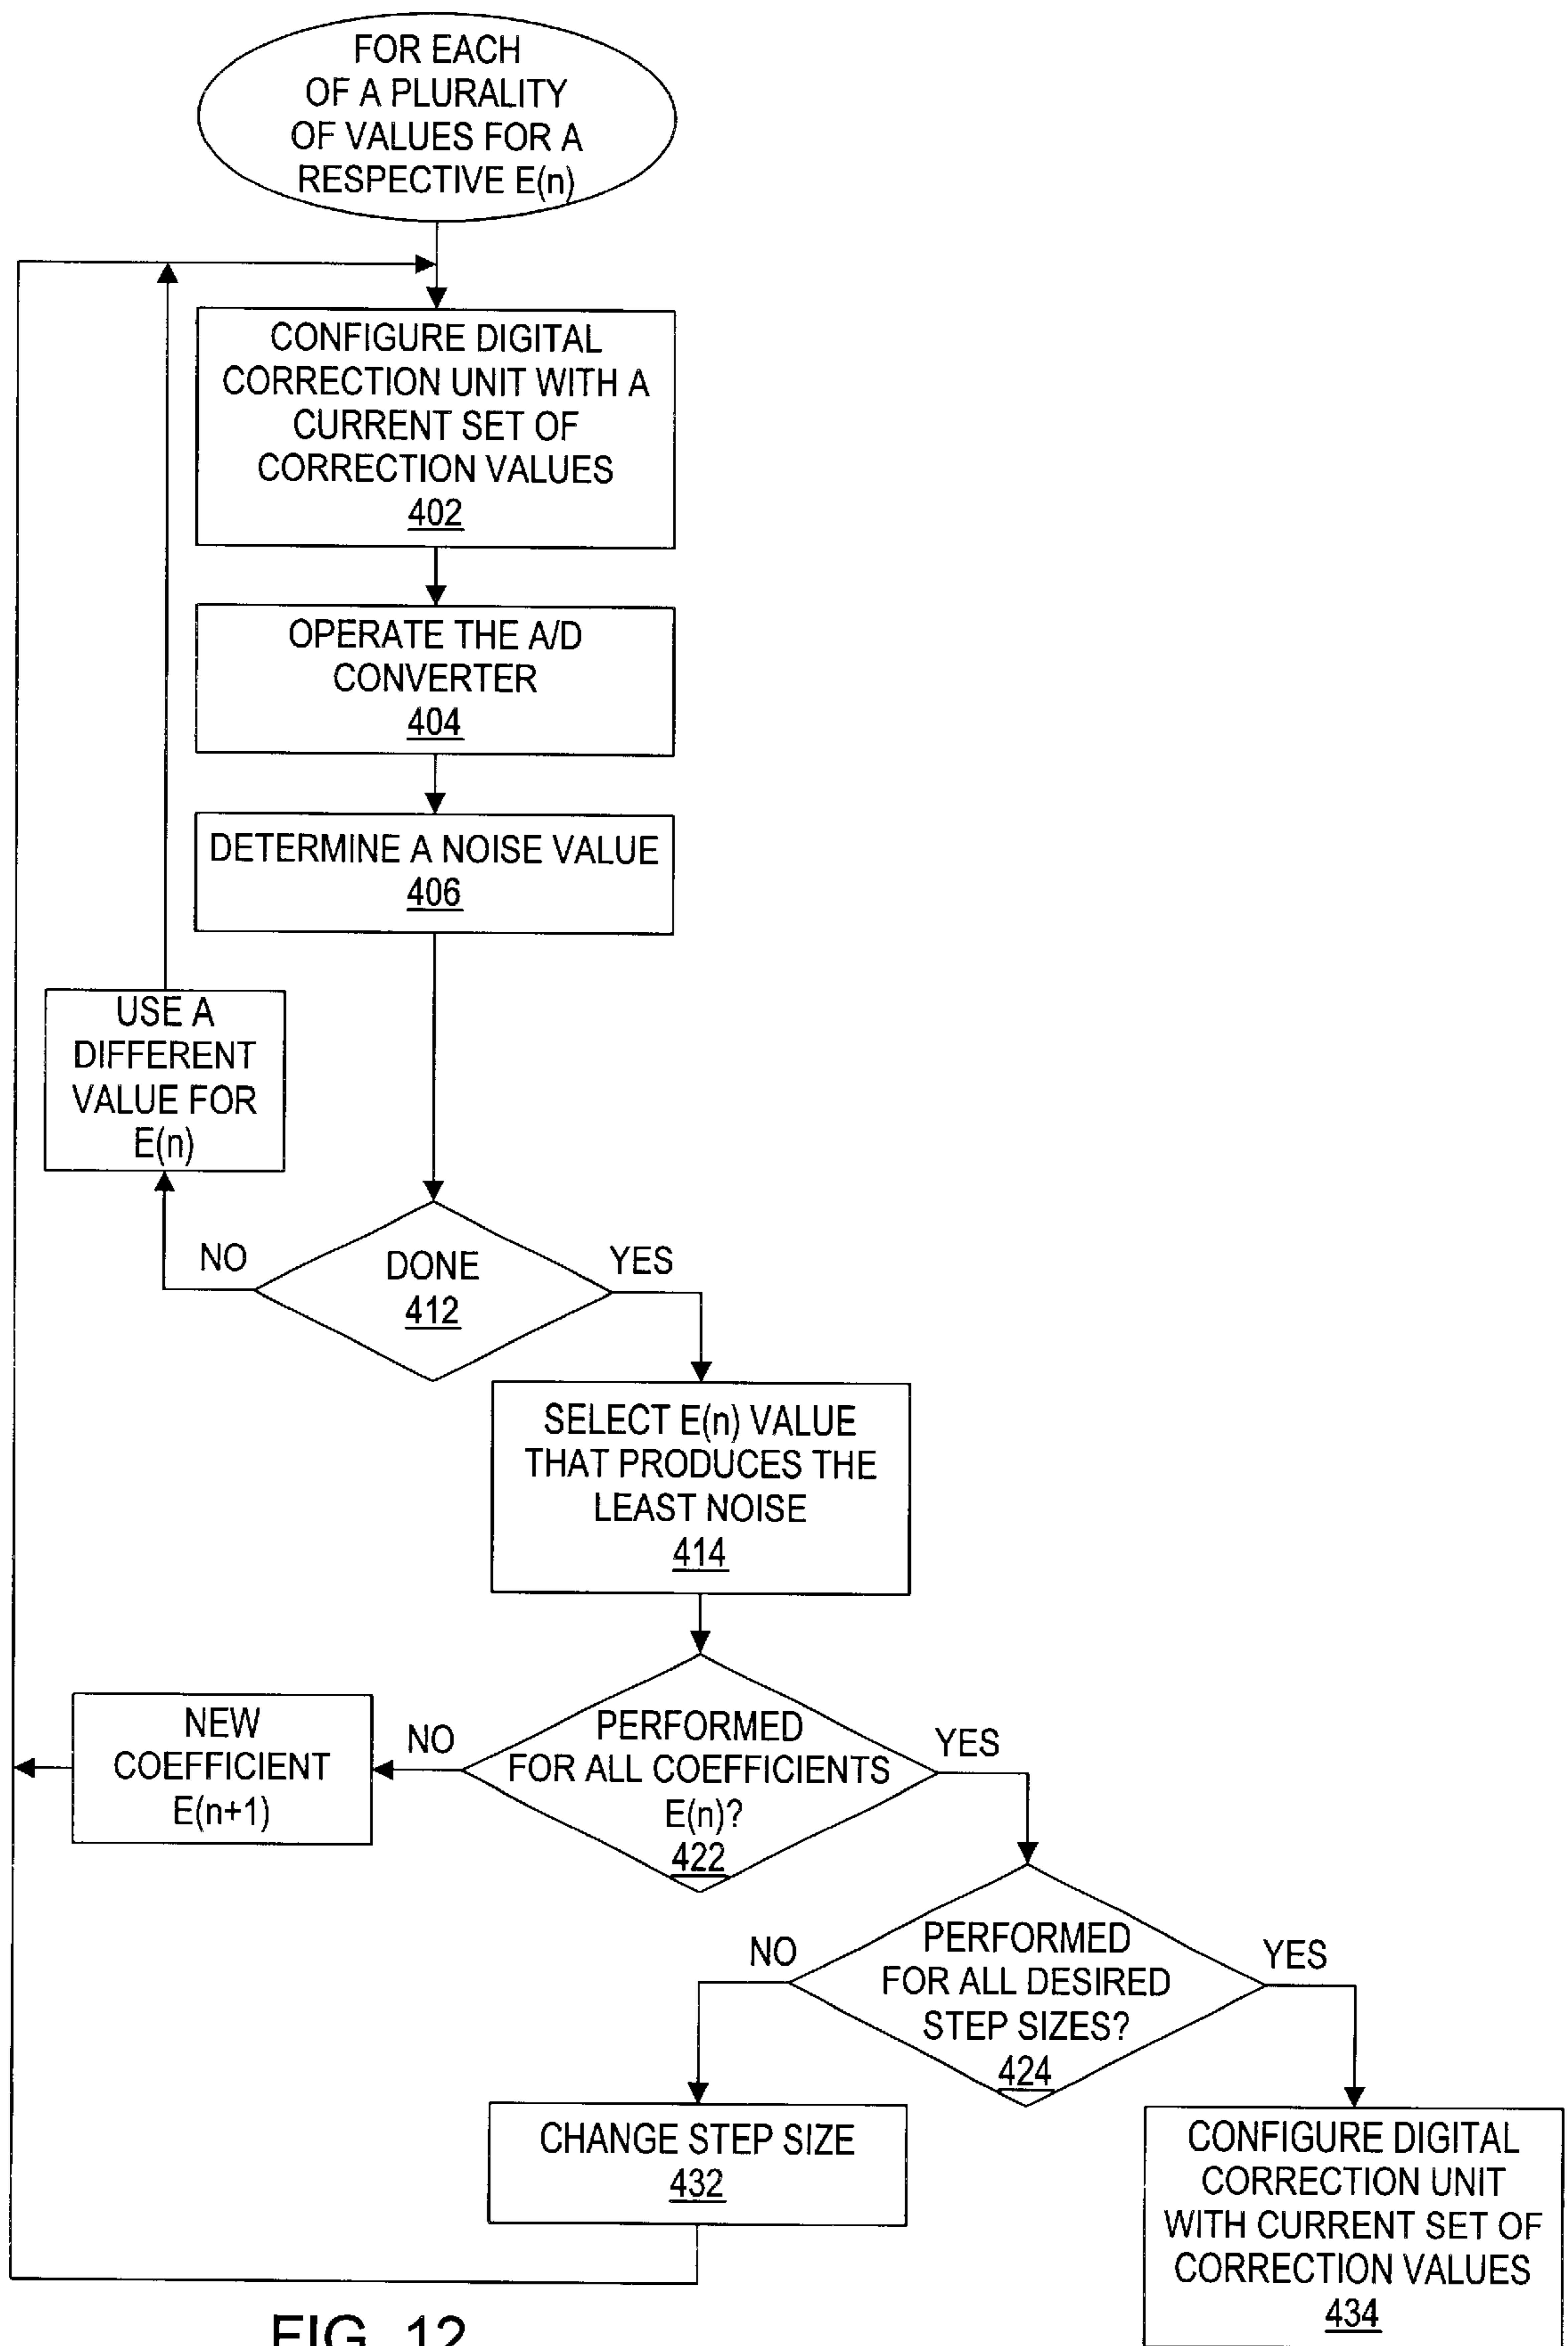 FOR EACH
OF A PLURALITY
OF VALUES FOR A
RESPECTIVE E(n)
CONFIGURE DIGITAL
CORRECTION UNIT WITH A
CURRENT SET OF
CORRECTION VALUES
402
OPERATE THE A/D
CONVERTER
404
DETERMINE A NOISE VALUE
406
USE A
DIFFERENT
VALUE FOR
E(n)
NO
DONE
412
YES
SELECT E(n) VALUE
THAT PRODUCES THE
LEAST NOISE
414
NEW
COEFFICIENT
E(n+1)
NO
PERFORMED
FOR ALL COEFFICIENTS
E(n)?
422
YES
NO
PERFORMED
FOR ALL DESIRED
STEP SIZES?
424
YES
CHANGE STEP SIZE
432
CONFIGURE DIGITAL
CORRECTION UNIT
WITH CURRENT SET OF
CORRECTION VALUES
434
FIG. 12